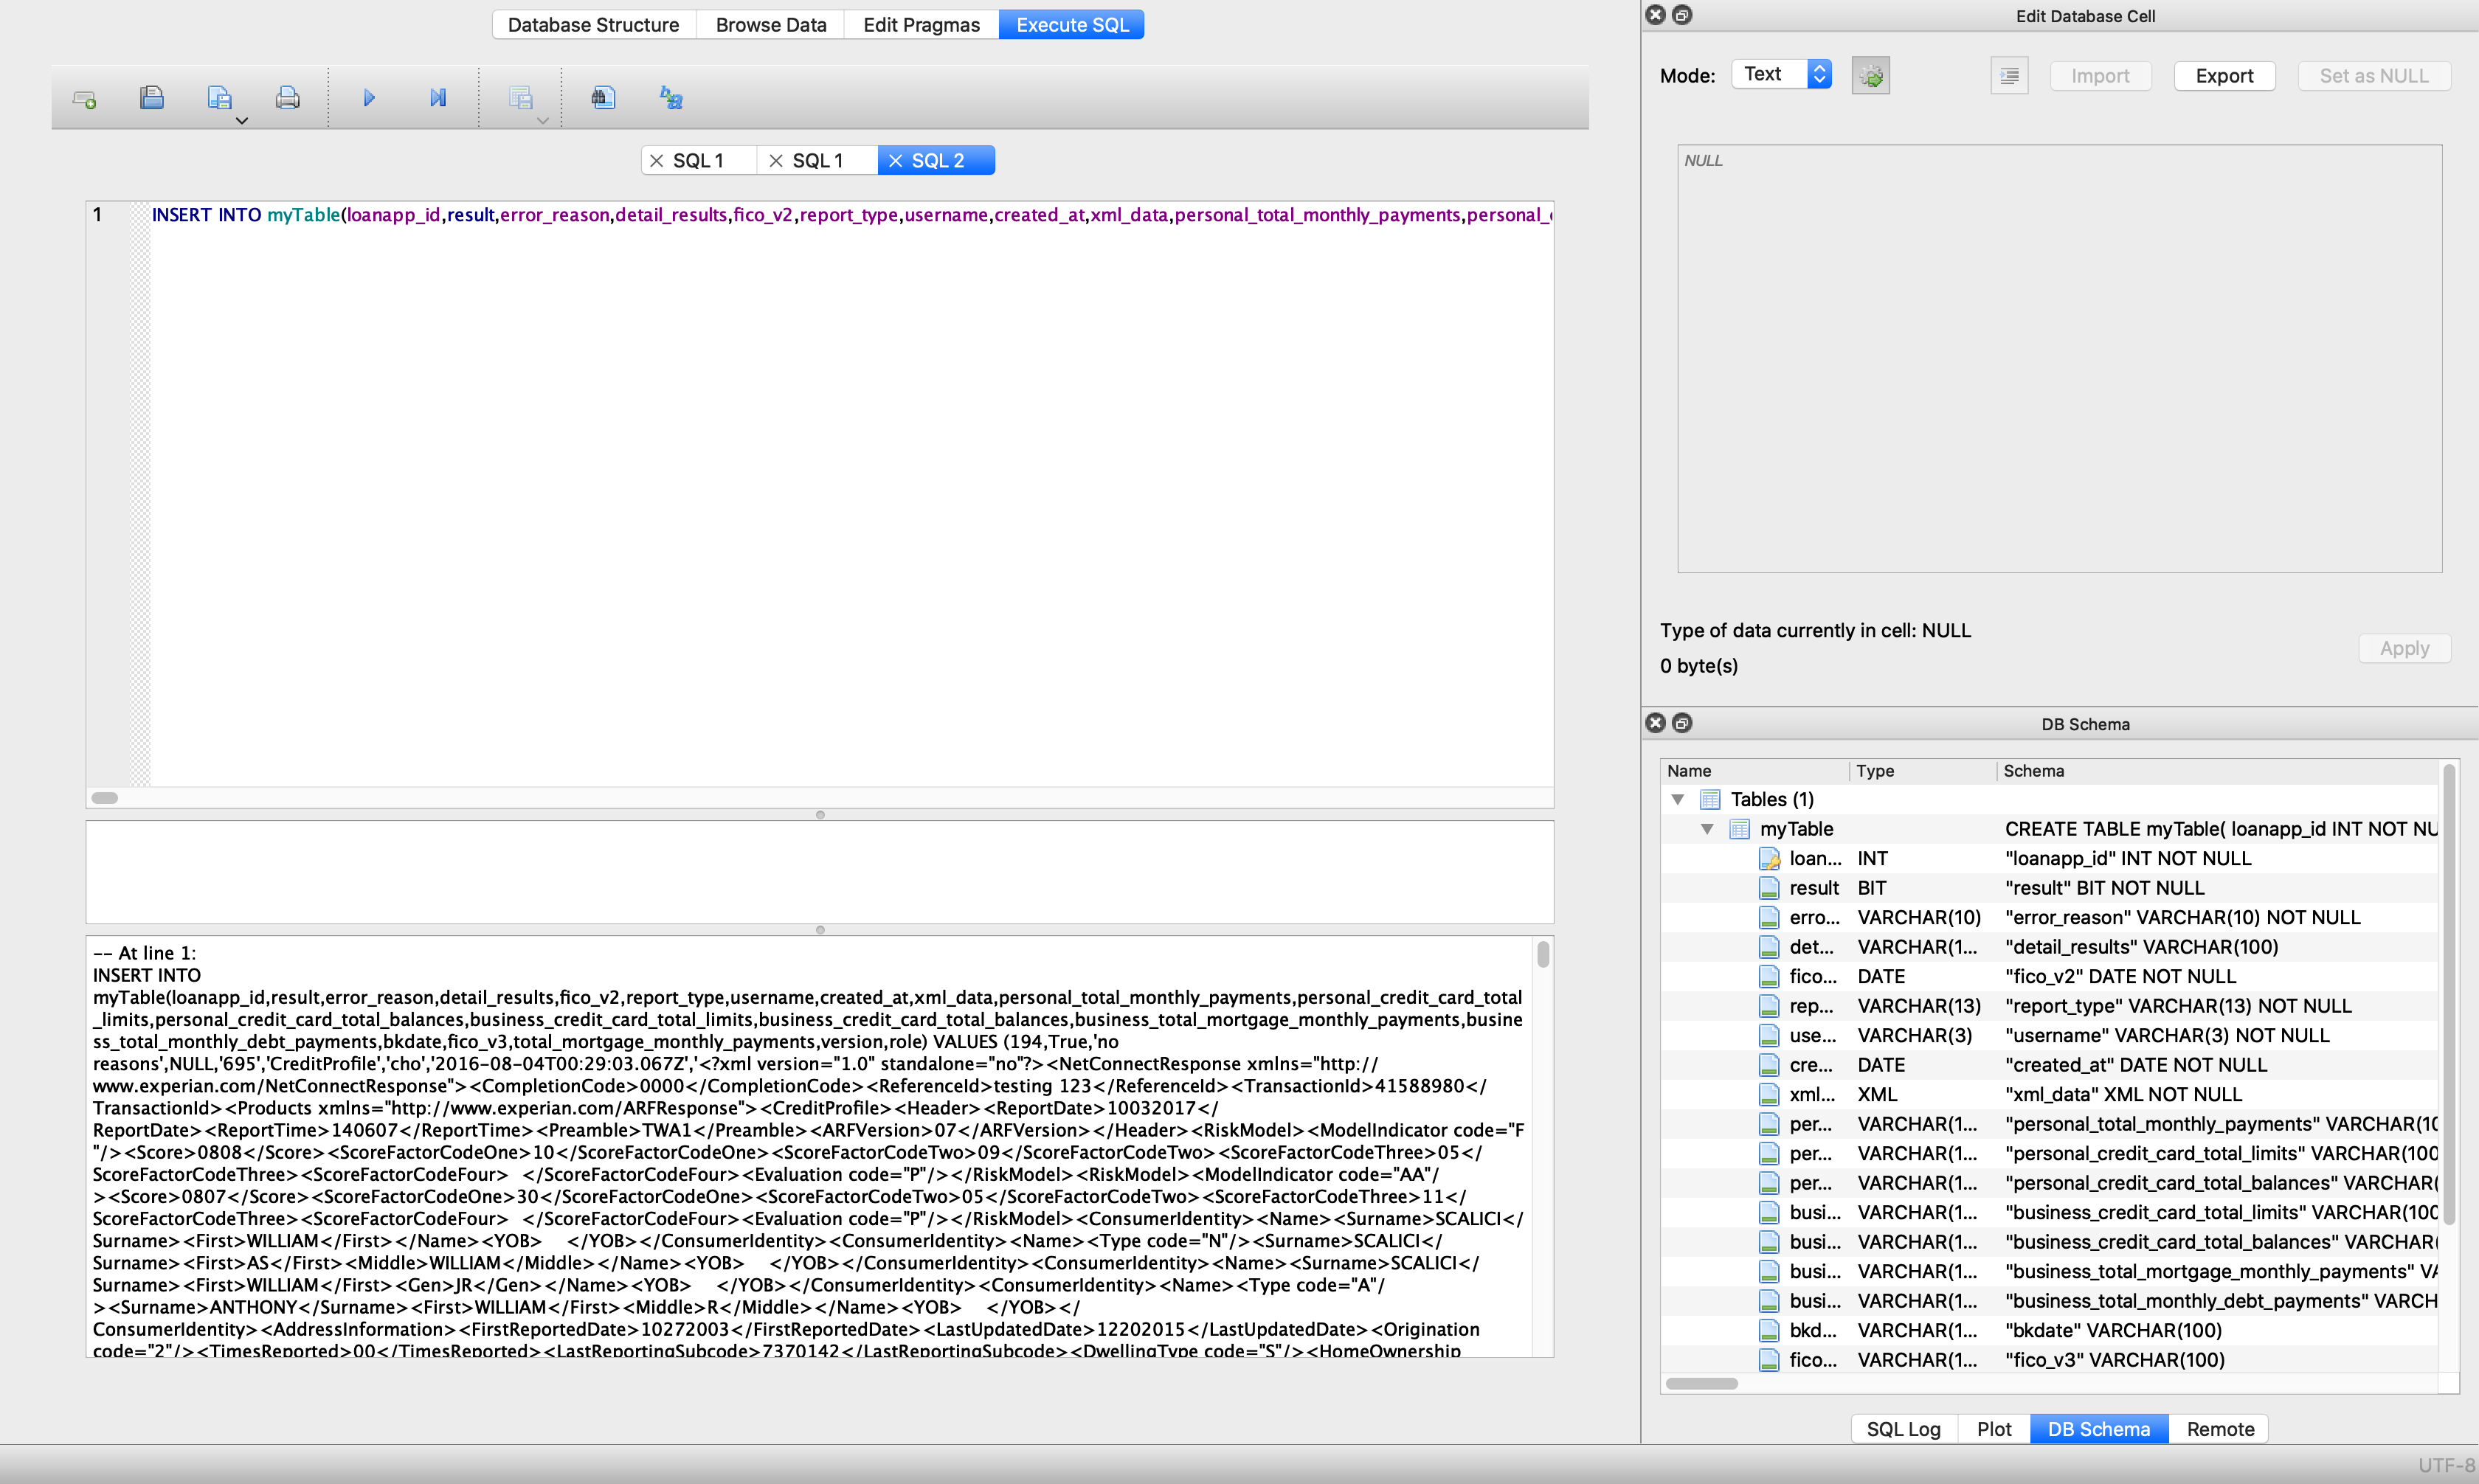 Database Structure Browse Data Edit Pragmas Execute SQL
SQL 1 SQL 1 SQL 2
1 INSERT INTO myTable(loanapp_id,result,error_reason,detail_results,fico_v2,report_type,username,created_at,xml_data,personal_total_monthly_payments,personal_
-- At line 1:
INSERT INTO
myTable(loanapp_id,result,error_reason,detail_results,fico_v2,report_type,username,created_at,xml_data,personal_total_monthly_payments,personal_credit_card_total
_limits,personal_credit_card_total_balances,business_credit_card_total_limits,business_credit_card_total_balances,business_total_mortgage_monthly_payments,busine
ss_total_monthly_debt_payments,bkdate,fico_v3,total_mortgage_monthly_payments,version,role) VALUES (194,True,'no
reasons',NULL,'695','CreditProfile','cho','2016-08-04T00:29:03.067Z','<?xml version="1.0" standalone="no"?><NetConnectResponse xmlns="http://
www.experian.com/NetConnectResponse"><CompletionCode>0000</CompletionCode><ReferenceId>testing 123</ReferenceId><TransactionId>41588980</
TransactionId><Products xmlns="http://www.experian.com/ARFResponse"><CreditProfile><Header><ReportDate>10032017</
ReportDate><ReportTime>140607</ReportTime><Preamble>TWA1</Preamble><ARFVersion>07</ARFVersion></Header><RiskModel><ModelIndicator code="F
"/><Score>0808</Score><ScoreFactorCodeOne>10</ScoreFactorCodeOne><ScoreFactorCodeTwo>09</ScoreFactorCodeTwo><ScoreFactorCodeThree>05</
ScoreFactorCodeThree><ScoreFactorCodeFour>  </ScoreFactorCodeFour><Evaluation code="P"/></RiskModel><RiskModel><ModelIndicator code="AA"/
><Score>0807</Score><ScoreFactorCodeOne>30</ScoreFactorCodeOne><ScoreFactorCodeTwo>05</ScoreFactorCodeTwo><ScoreFactorCodeThree>11</
ScoreFactorCodeThree><ScoreFactorCodeFour>  </ScoreFactorCodeFour><Evaluation code="P"/></RiskModel><ConsumerIdentity><Name><Surname>SCALICI</
Surname><First>WILLIAM</First></Name><YOB>    </YOB></ConsumerIdentity><ConsumerIdentity><Name><Type code="N"/><Surname>SCALICI</
Surname><First>AS</First><Middle>WILLIAM</Middle></Name><YOB>    </YOB></ConsumerIdentity><ConsumerIdentity><Name><Surname>SCALICI</
Surname><First>WILLIAM</First><Gen>JR</Gen></Name><YOB>    </YOB></ConsumerIdentity><ConsumerIdentity><Name><Type code="A"/
><Surname>ANTHONY</Surname><First>WILLIAM</First><Middle>R</Middle></Name><YOB>    </YOB></
ConsumerIdentity><AddressInformation><FirstReportedDate>10272003</FirstReportedDate><LastUpdatedDate>12202015</LastUpdatedDate><Origination
code="2"/><TimesReported>00</TimesReported><LastReportingSubcode>7370142</LastReportingSubcode><DwellingType code="S"/><HomeOwnership
Edit Database Cell
Mode: Text Import Export Set as NULL
NULL
Type of data currently in cell: NULL
0 byte(s)
Apply
DB Schema
Name Type Schema
Tables (1)
myTable CREATE TABLE myTable( loanapp_id INT NOT NU
loan... INT "loanapp_id" INT NOT NULL
result BIT "result" BIT NOT NULL
erro... VARCHAR(10) "error_reason" VARCHAR(10) NOT NULL
det... VARCHAR(1... "detail_results" VARCHAR(100)
fico... DATE "fico_v2" DATE NOT NULL
rep... VARCHAR(13) "report_type" VARCHAR(13) NOT NULL
use... VARCHAR(3) "username" VARCHAR(3) NOT NULL
cre... DATE "created_at" DATE NOT NULL
xml... XML "xml_data" XML NOT NULL
per... VARCHAR(1... "personal_total_monthly_payments" VARCHAR(10
per... VARCHAR(1... "personal_credit_card_total_limits" VARCHAR(100
per... VARCHAR(1... "personal_credit_card_total_balances" VARCHAR(
busi... VARCHAR(1... "business_credit_card_total_limits" VARCHAR(100
busi... VARCHAR(1... "business_credit_card_total_balances" VARCHAR(
busi... VARCHAR(1... "business_total_mortgage_monthly_payments" VA
busi... VARCHAR(1... "business_total_monthly_debt_payments" VARCH
bkd... VARCHAR(1... "bkdate" VARCHAR(100)
fico... VARCHAR(1... "fico_v3" VARCHAR(100)
SQL Log Plot DB Schema Remote
UTF-8